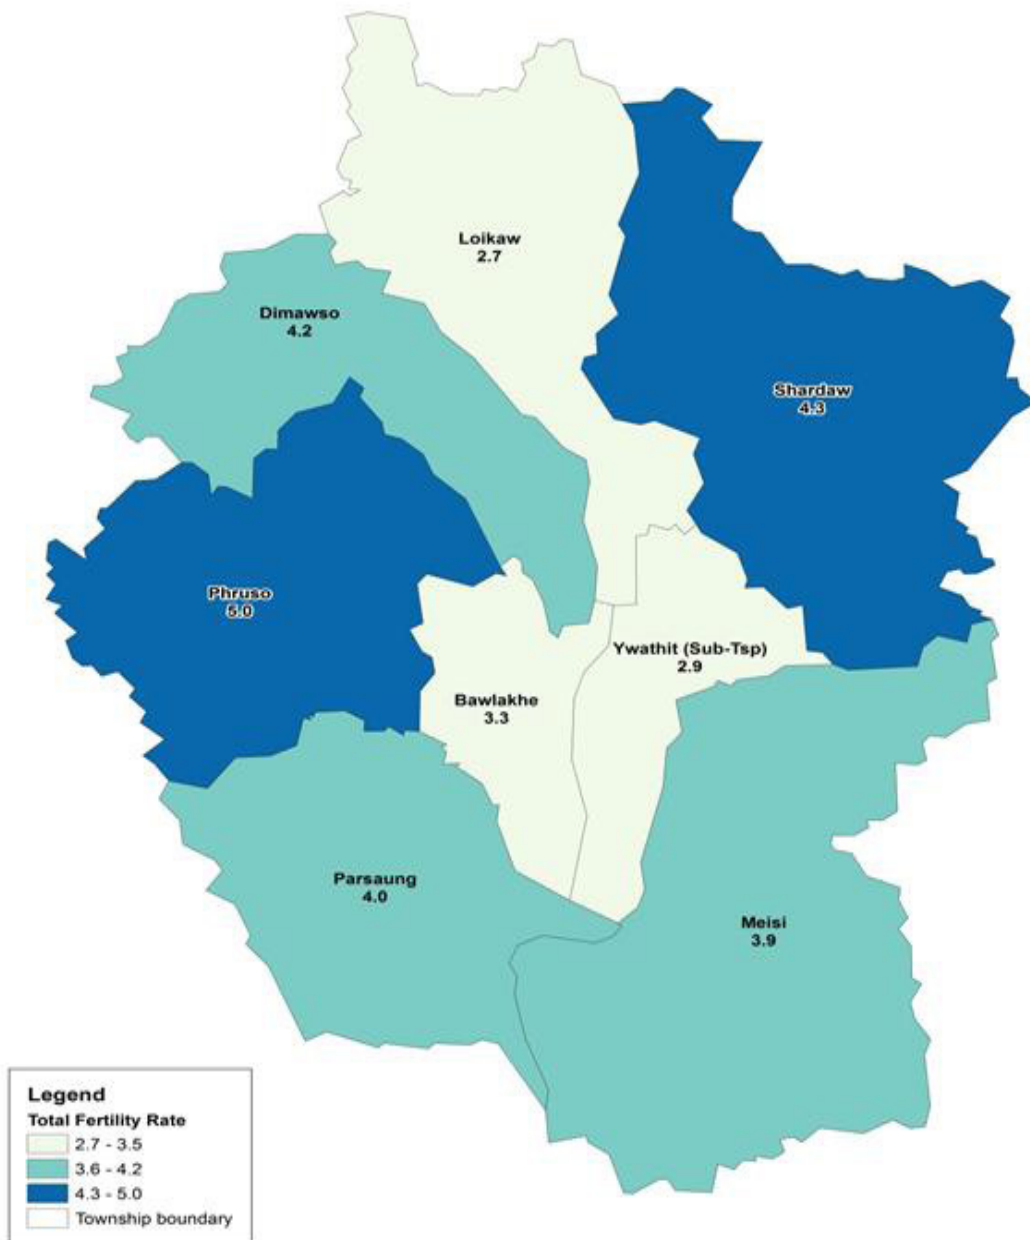 Loikaw
2.7
Dimawso
4.2
Shardaw
4.3
Phruso
5.0
Ywathit (Sub-Tsp)
2.9
Bawlakhe
3.3
Parsaung
4.0
Meisi
3.9
Legend
Total Fertility Rate
2.7 - 3.5
3.6 - 4.2
4.3 - 5.0
Township boundary